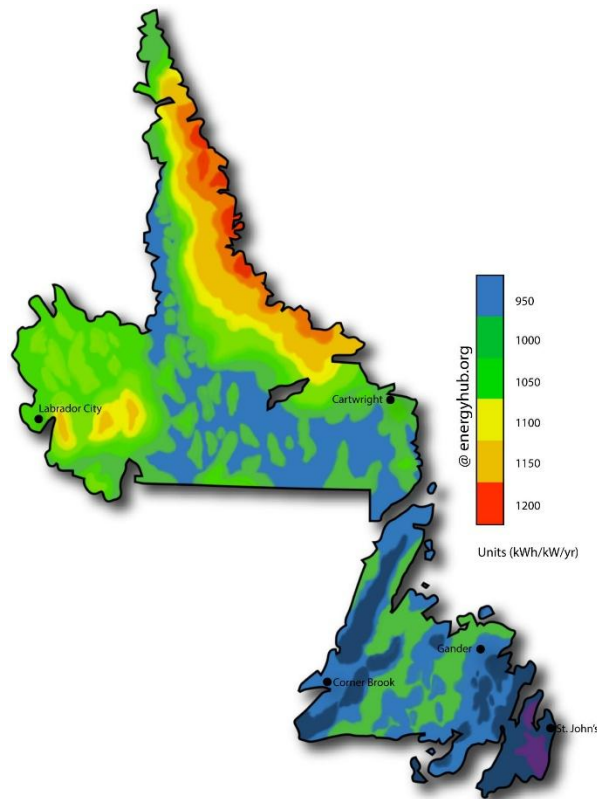 950
1000
@ energyhub.org
1050
Cartwright
Labrador City
1100
1150
1200
Units (kWh/kW/yr)
Gander
Corner Brook
St. John's